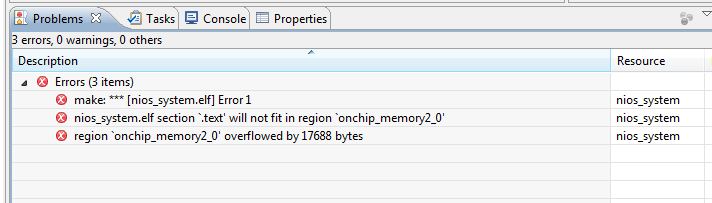 Problems Tasks Console Properties
3 errors, 0 warnings, 0 others
Description Resource
Errors (3 items)
make: *** [nios_system.elf] Error 1 nios_system
nios_system.elf section `.text' will not fit in region `onchip_memory2_0' nios_system
region `onchip_memory2_0' overflowed by 17688 bytes nios_system